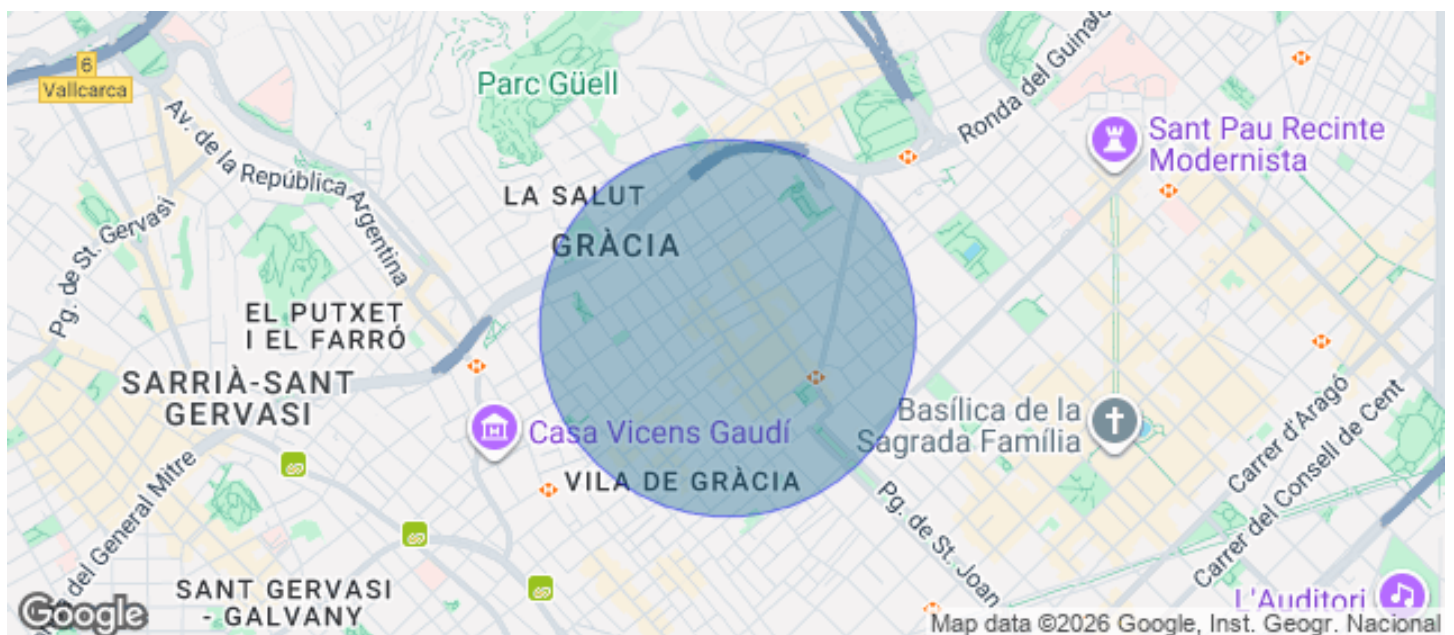 6
Vallcarca
Parc Güell
Ronda del Guinardó
Sant Pau Recinte
Modernista
Av. de la República Argentina
LA SALUT
GRÀCIA
Pg. de St. Gervasi
EL PUTXET
I EL FARRÓ
SARRIÀ-SANT
GERVASI
Casa Vicens Gaudí
Basílica de la
Sagrada Família
VILA DE GRÀCIA
Carrer d'Aragó
Carrer del Consell de Cent
Pg. de St. Joan
del General Mitre
SANT GERVASI
- GALVANY
L'Auditori
Google
Map data ©2026 Google, Inst. Geogr. Nacional